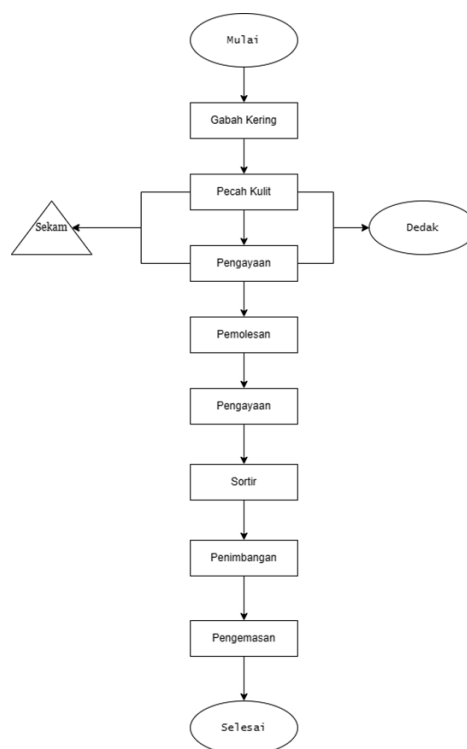 Mulai
Gabah Kering
Pecah Kulit
Sekam
Dedak
Pengayaan
Pemolesan
Pengayaan
Sortir
Penimbangan
Pengemasan
Selesai